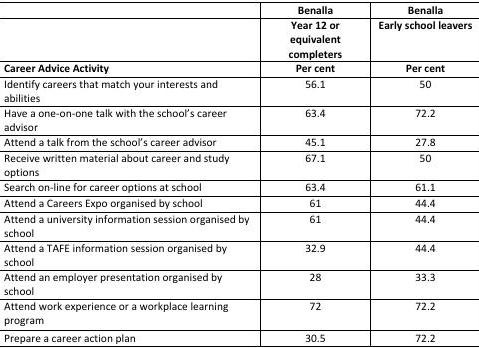 Benalla Benalla
Year 12 or Early school leavers
equivalent
completers
Career Advice Activity Per cent Per cent
Identify careers that match your interests and 56.1 50
abilities
Have a one-on-one talk with the school's career 63.4 72.2
advisor
Attend a talk from the school's career advisor 45.1 27.8
Receive written material about career and study 67.1 50
options
Search on-line for career options at school 63.4 61.1
Attend a Careers Expo organised by school 61 44.4
Attend a university information session organised by 61 44.4
school
Attend a TAFE information session organised by 32.9 44.4
school
Attend an employer presentation organised by 28 33.3
school
Attend work experience or a workplace learning 72 72.2
program
Prepare a career action plan 30.5 72.2